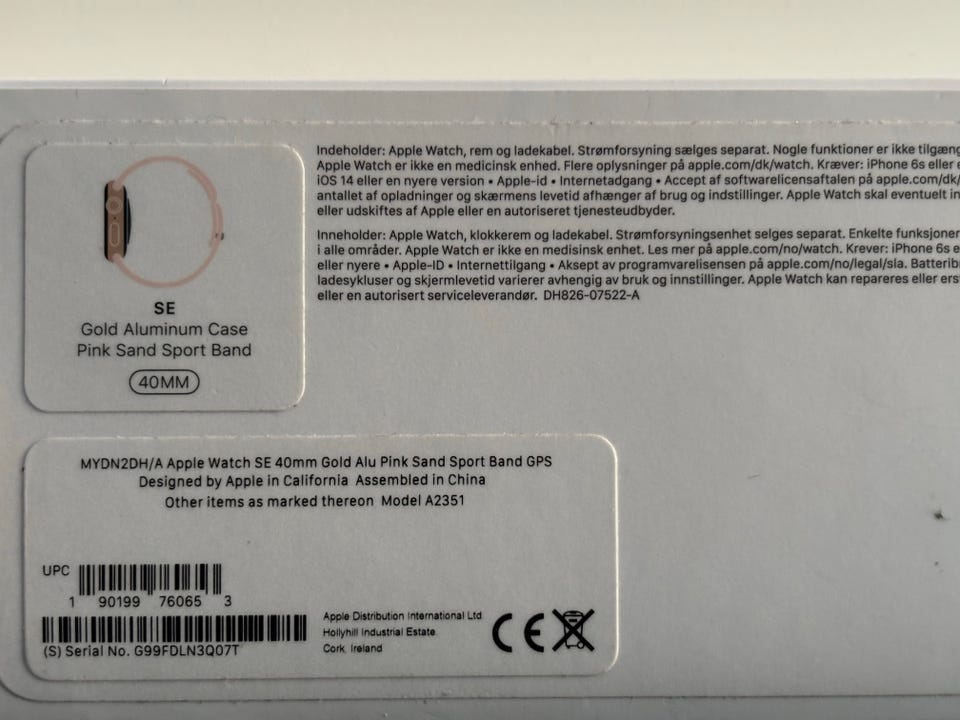 SE
Gold Aluminum Case
Pink Sand Sport Band
40MM
Indeholder: Apple Watch, rem og ladekabel. Strømforsyning sælges separat. Nogle funktioner er ikke
Apple Watch er ikke en medicinsk enhed. Flere oplysninger på apple.com/dk/watch. Kræver: iPhone 6s eller
iOS 14 eller en nyere version • Apple-id • Internetadgang • Accept af softwarelicensaftalen på apple.com/dk/
antallet af opladninger og skærmens levetid afhænger af brug og indstillinger. Apple Watch skal eventuelt
eller udskiftes af Apple eller en autoriseret tjenesteudbyder.
Inneholder: Apple Watch, klokkerem og ladekabel. Strømforsyningsenhet selges separat. Enkelte
i alle områder. Apple Watch er ikke en medisinsk enhet. Les mer på apple.com/no/watch. Krever: iPhone 6s
eller nyere • Apple-ID • Internettilgang • Aksept av programvarelisensen på apple.com/no/legal/sla.
ladesykluser og skjermlevetid varierer avhengig av bruk og innstillinger. Apple Watch kan repareres eller
eller en autorisert serviceleverandør. DH826-07522-A
MYDN2DH/A Apple Watch SE 40mm Gold Alu Pink Sand Sport Band GPS
Designed by Apple in California Assembled in China
Other items as marked thereon Model A2351
UPC
1 90199 76065 3
(S) Serial No. G99FDLN3Q07T
Apple Distribution International Ltd
Hollyhill Industrial Estate
Cork, Ireland
CE